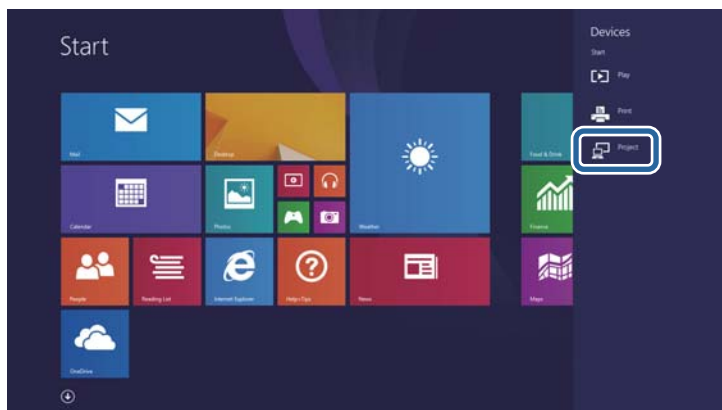 Start
Devices
Start
Play
Print
Project
Mail
Desktop
Food & Drink
Calendar
Photos
Weather
Finance
People
Reading List
Internet Explorer
Help+Tips
News
Maps
OneDrive